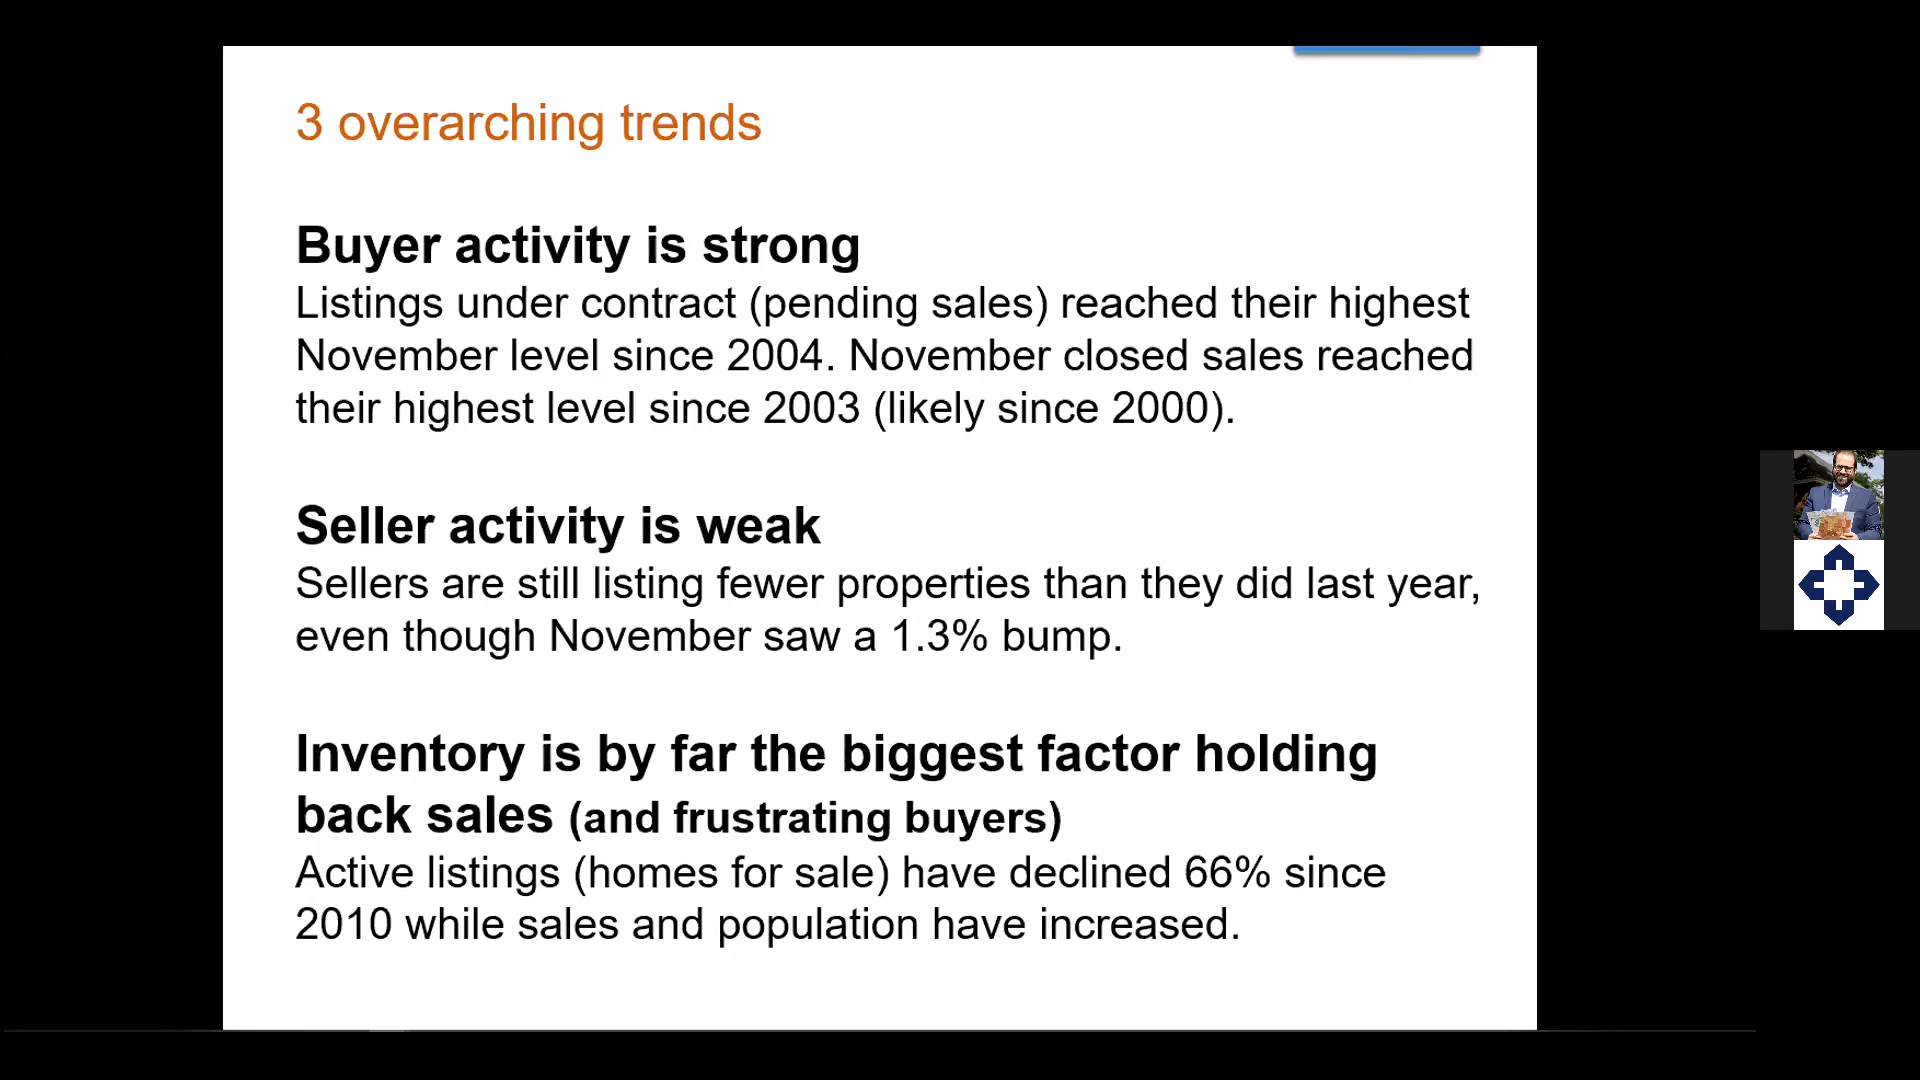 3 overarching trends
Buyer activity is strong
Listings under contract (pending sales) reached their highest
November level since 2004. November closed sales reached
their highest level since 2003 (likely since 2000).
Seller activity is weak
Sellers are still listing fewer properties than they did last year,
even though November saw a 1.3% bump.
Inventory is by far the biggest factor holding
back sales (and frustrating buyers)
Active listings (homes for sale) have declined 66% since
2010 while sales and population have increased.